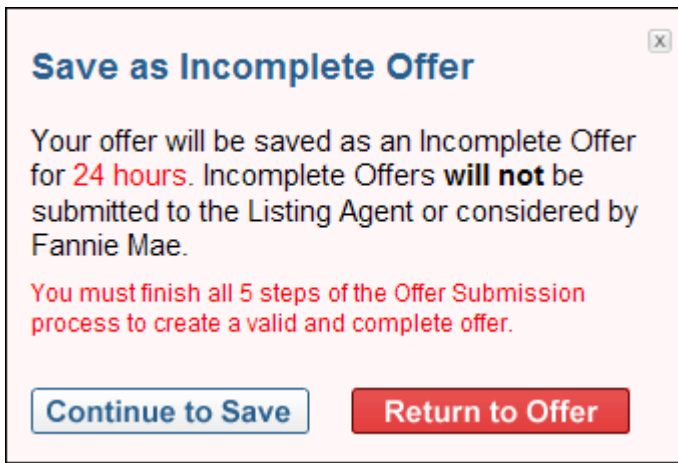 x
Save as Incomplete Offer
Your offer will be saved as an Incomplete Offer
for 24 hours. Incomplete Offers will not be
submitted to the Listing Agent or considered by
Fannie Mae.
You must finish all 5 steps of the Offer Submission
process to create a valid and complete offer.
Continue to Save
Return to Offer